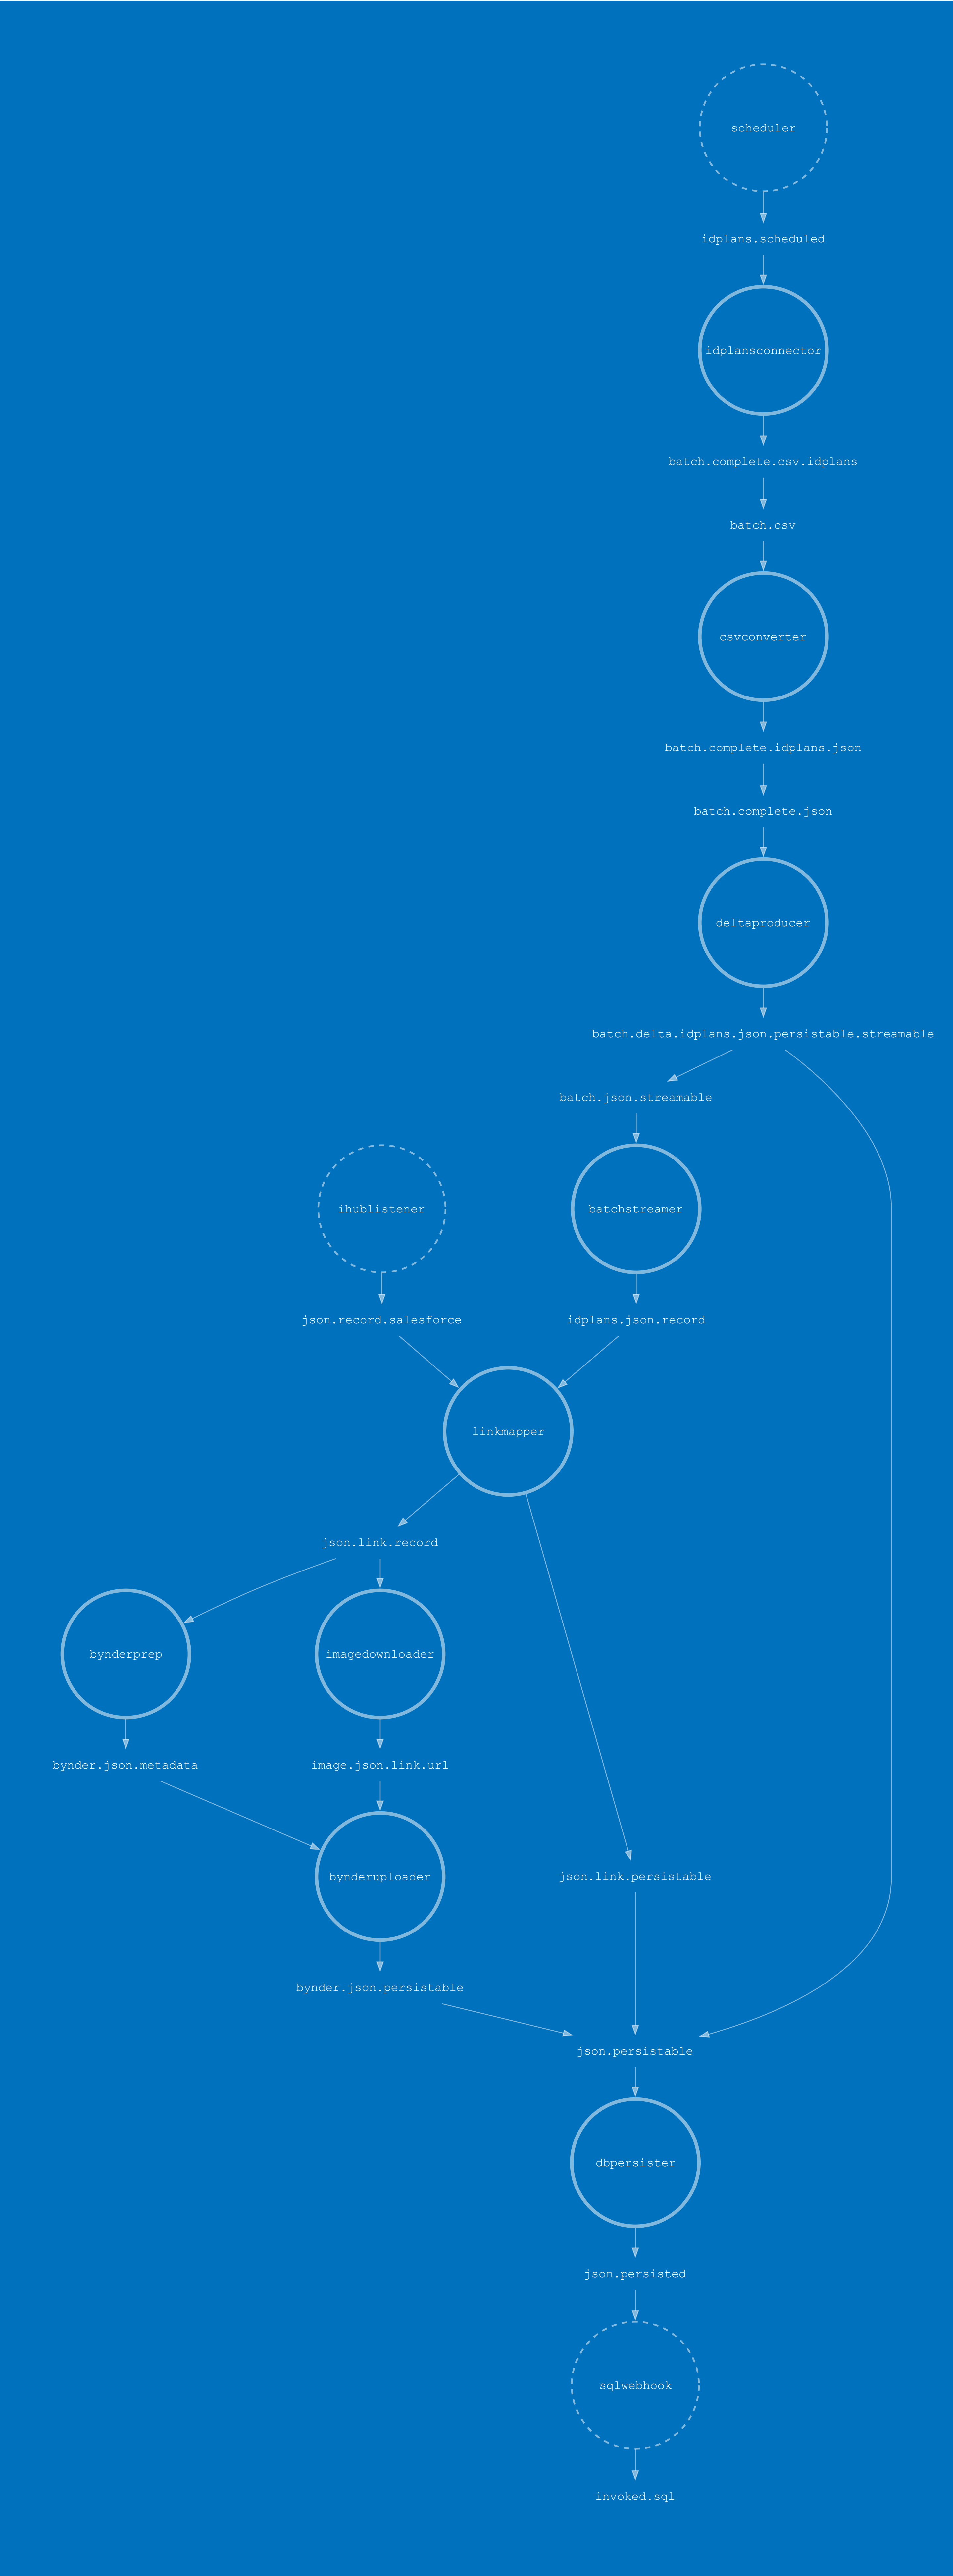 scheduler
idplans.scheduled
idplansconnector
batch.complete.csv.idplans
batch.csv
csvconverter
batch.complete.idplans.json
batch.complete.json
deltaproducer
batch.delta.idplans.json.persistable.streamable
batch.json.streamable
ihublistener
batchstreamer
json.record.salesforce
idplans.json.record
linkmapper
json.link.record
bynderprep
imagedownloader
bynder.json.metadata
image.json.link.url
bynderuploader
json.link.persistable
bynder.json.persistable
json.persistable
dbpersister
json.persisted
sqlwebhook
invoked.sql